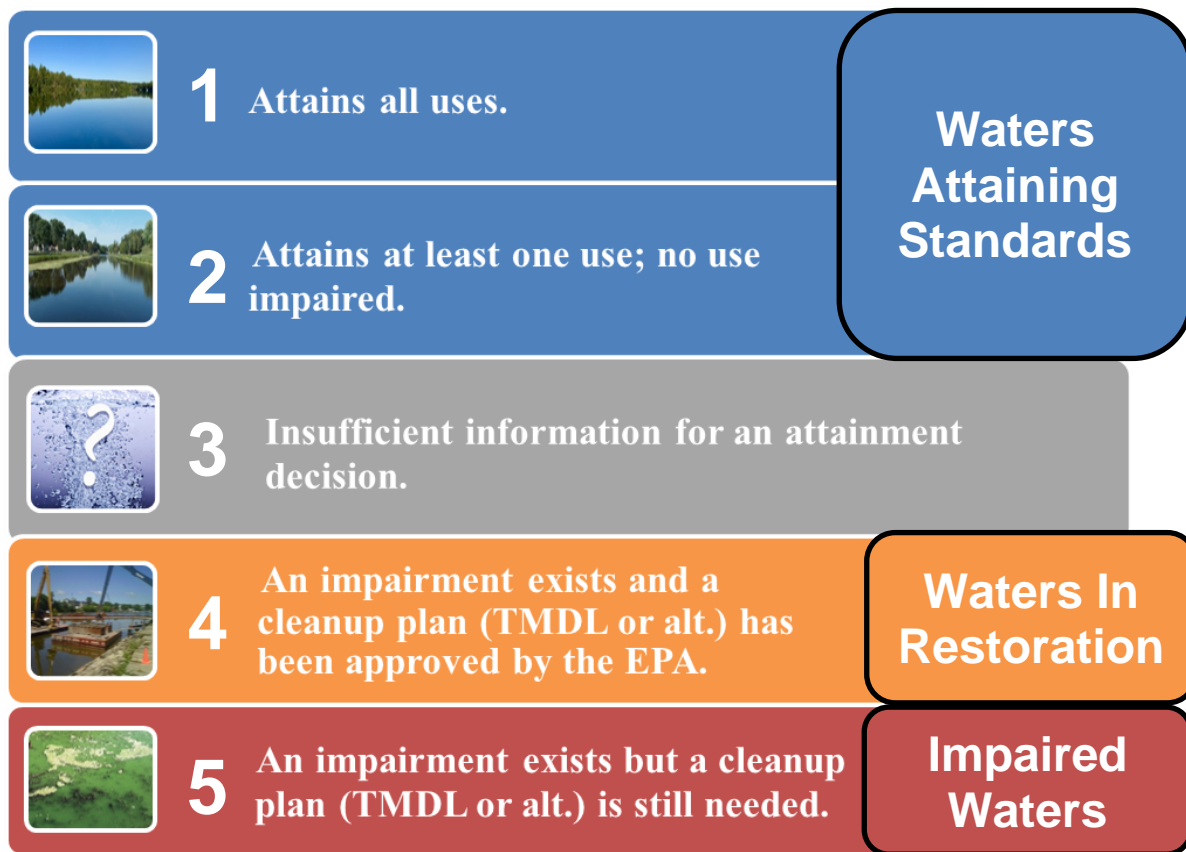 1 Attains all uses.
Waters
Attaining
Standards
2 Attains at least one use; no use
impaired.
?
3 Insufficient information for an attainment
decision.
4 An impairment exists and a
cleanup plan (TMDL or alt.) has
been approved by the EPA.
Waters In
Restoration
5 An impairment exists but a cleanup
plan (TMDL or alt.) is still needed.
Impaired
Waters